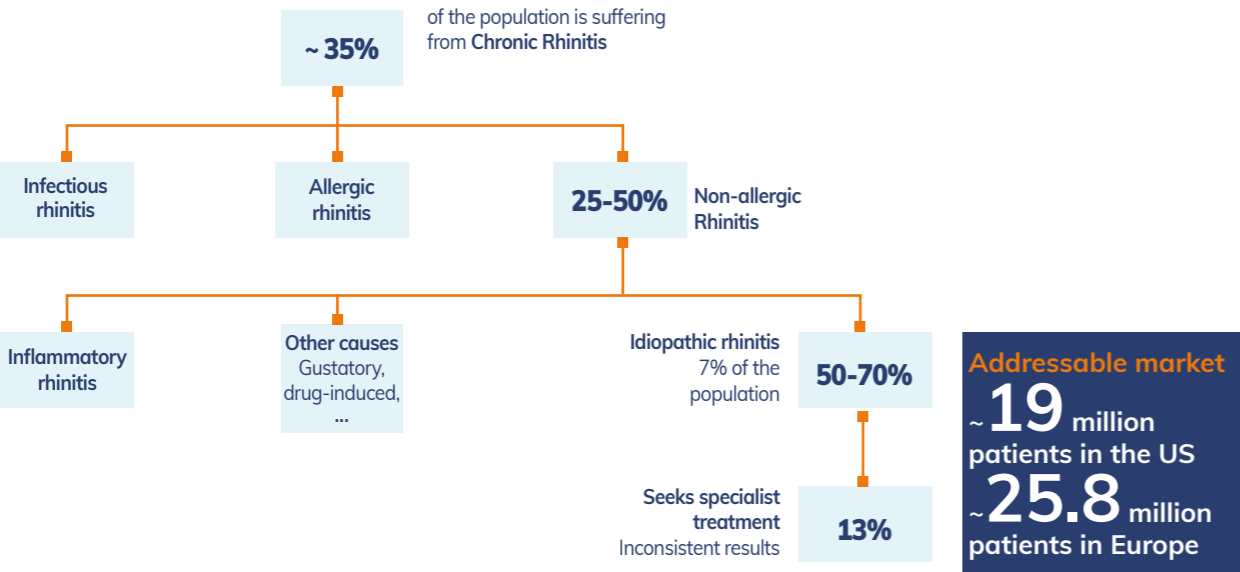 ~ 35%
of the population is suffering
from Chronic Rhinitis
Infectious
rhinitis
Allergic
rhinitis
25-50%
Non-allergic
Rhinitis
Inflammatory
rhinitis
Other causes
Gustatory,
drug-induced,
...
Idiopathic rhinitis
7% of the
population
50-70%
Seeks specialist
treatment
Inconsistent results
13%
Addressable market
~19 million
patients in the US
~25.8 million
patients in Europe